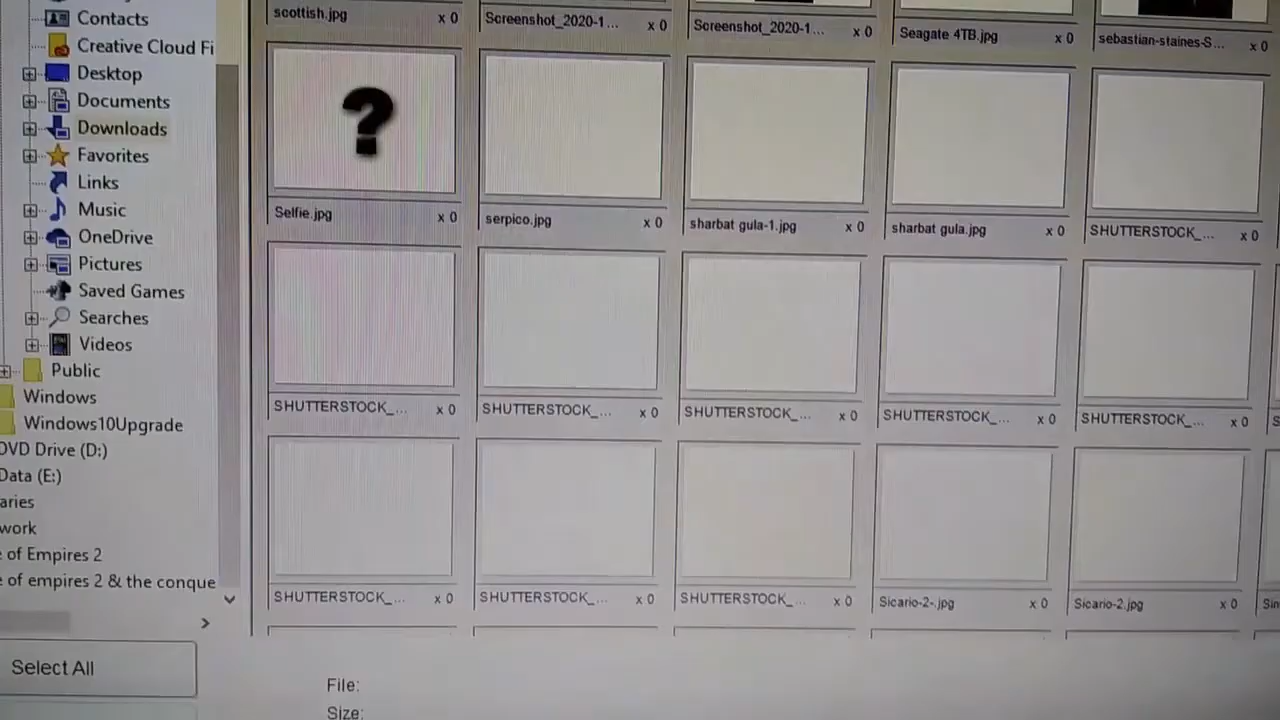 Contacts
Creative Cloud Fi
Desktop
Documents
Downloads
Favorites
Links
Music
OneDrive
Pictures
Saved Games
Searches
Videos
Public
Windows
Windows10Upgrade
DVD Drive (D:)
Data (E:)
aries
work
e of Empires 2
e of empires 2 & the conque
Select All
scottish.jpg x 0
Screenshot_2020-1... x 0
Screenshot_2020-1... x 0
Seagate 4TB.jpg x 0
sebastian-staines-S... x 0
?
Selfie.jpg x 0
serpico.jpg x 0
sharbat gula-1.jpg x 0
sharbat gula.jpg x 0
SHUTTERSTOCK_... x 0
SHUTTERSTOCK_... x 0
SHUTTERSTOCK_... x 0
SHUTTERSTOCK_... x 0
SHUTTERSTOCK_... x 0
SHUTTERSTOCK_... x 0
S
SHUTTERSTOCK_... x 0
SHUTTERSTOCK_... x 0
SHUTTERSTOCK_... x 0
Sicario-2-.jpg x 0
Sicario-2.jpg x 0
Sin
File:
Size: